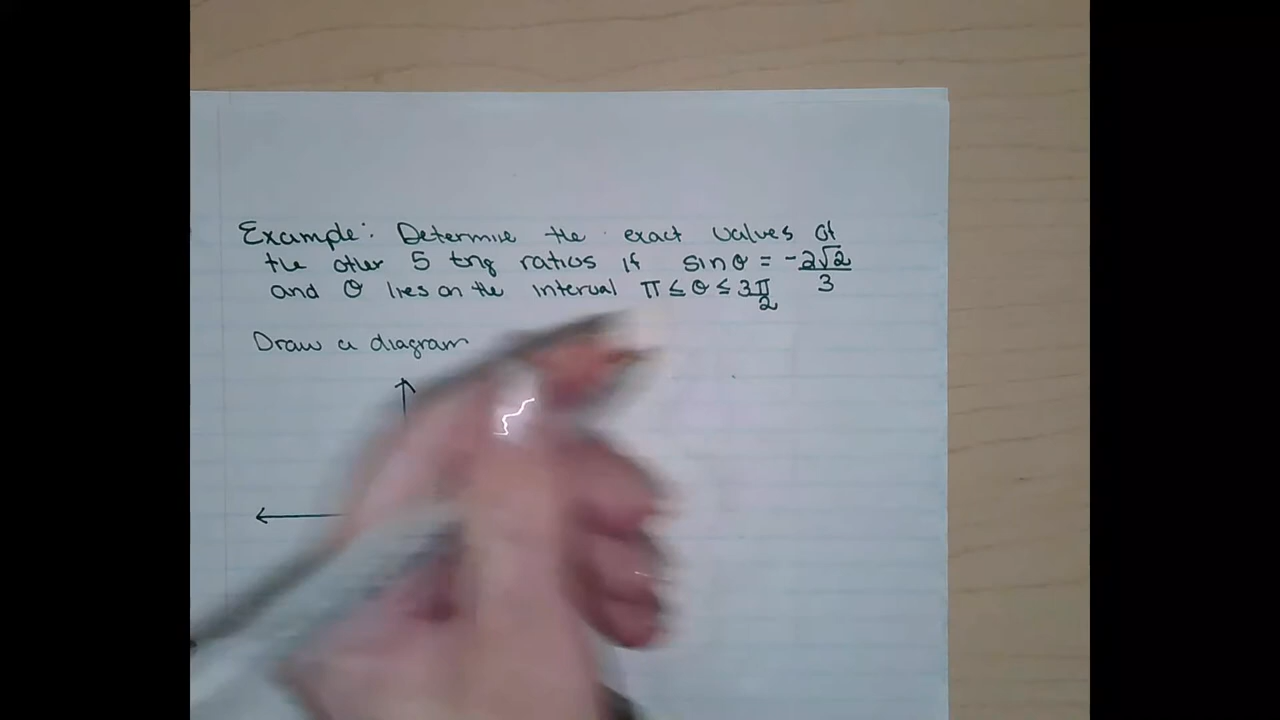 Example: Determine the exact values of
the other 5 trig ratios if sinθ = -2√2/3
and θ lies on the interval π ≤ θ ≤ 3π/2
Draw a diagram